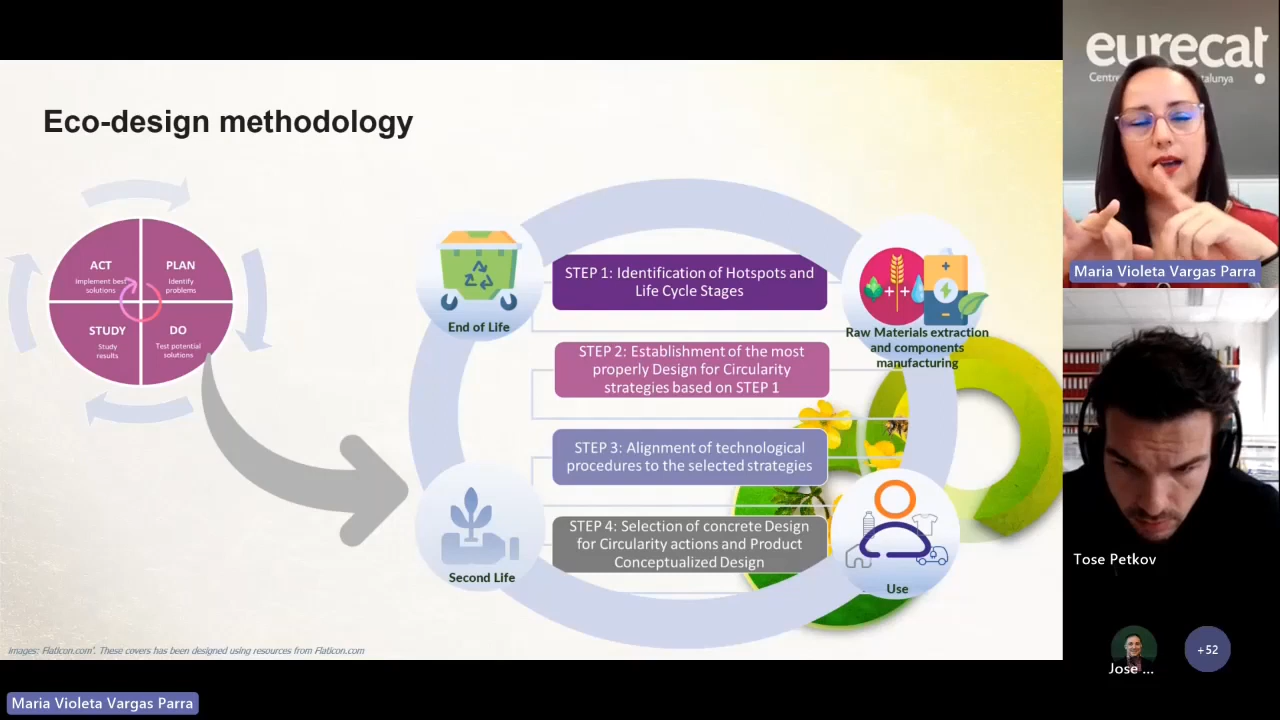 Eco-design methodology
ACT
Implement best
solutions
PLAN
Identify
problems
STUDY
Study
results
DO
Test potential
solutions
End of Life
STEP 1: Identification of Hotspots and
Life Cycle Stages
Raw Materials extraction
and components
manufacturing
STEP 2: Establishment of the most
properly Design for Circularity
strategies based on STEP 1
STEP 3: Alignment of technological
procedures to the selected strategies
STEP 4: Selection of concrete Design
for Circularity actions and Product
Conceptualized Design
Second Life
Use
Images: Flaticon.com'. These covers has been designed using resources from Flaticon.com
Maria Violeta Vargas Parra
eurecat
Centre
alunya
Maria Violeta Vargas Parra
Tose Petkov
Jose ...
+52